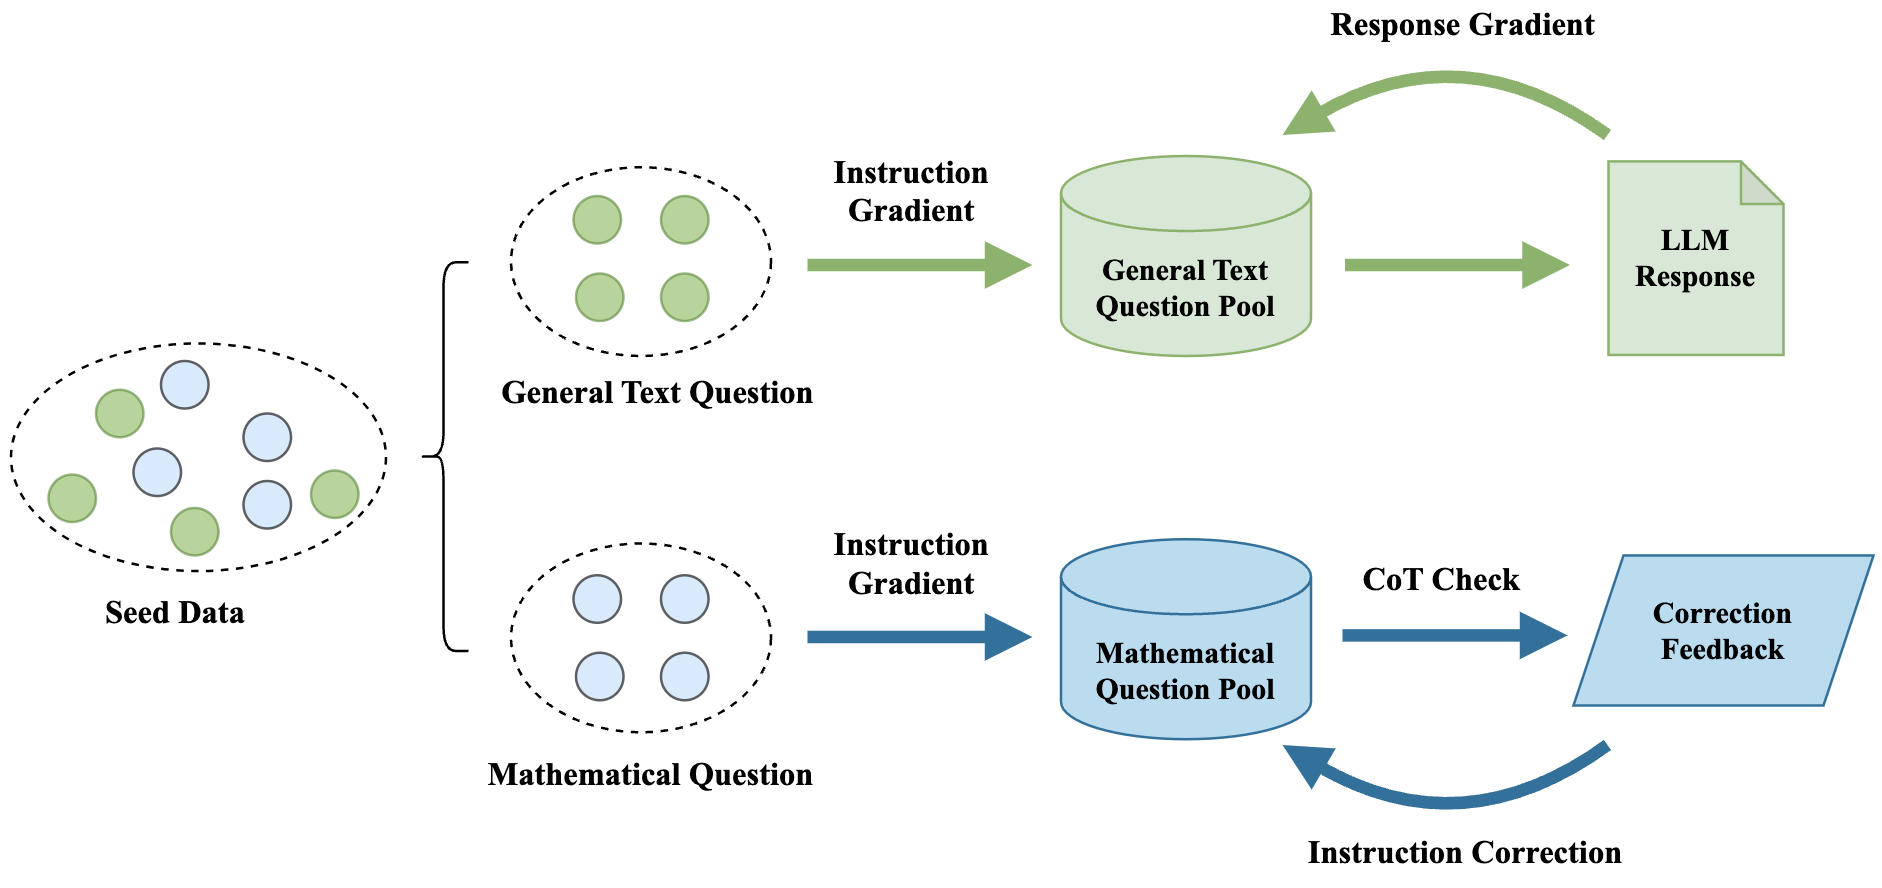 Response Gradient
Instruction
Gradient
General Text
Question Pool
LLM
Response
General Text Question
Seed Data
Instruction
Gradient
CoT Check
Mathematical
Question Pool
Correction
Feedback
Mathematical Question
Instruction Correction